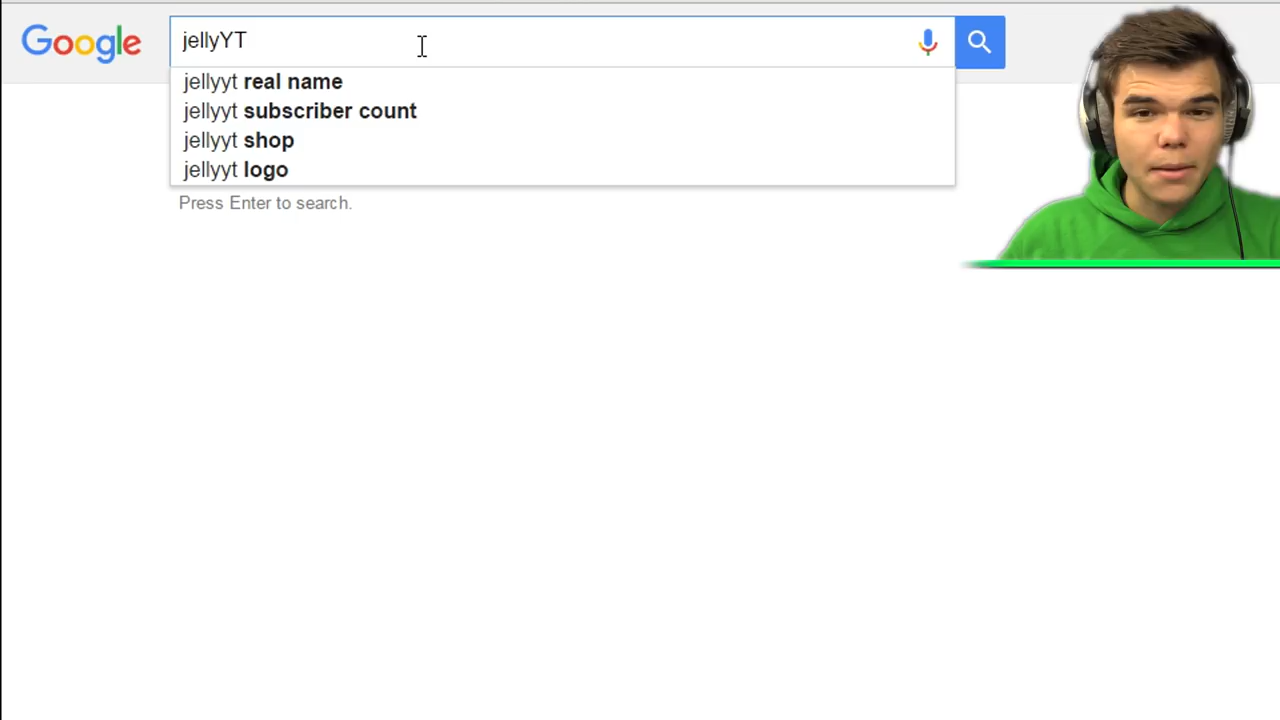 Google
jellyYT
jellyyt real name
jellyyt subscriber count
jellyyt shop
jellyyt logo
Press Enter to search.